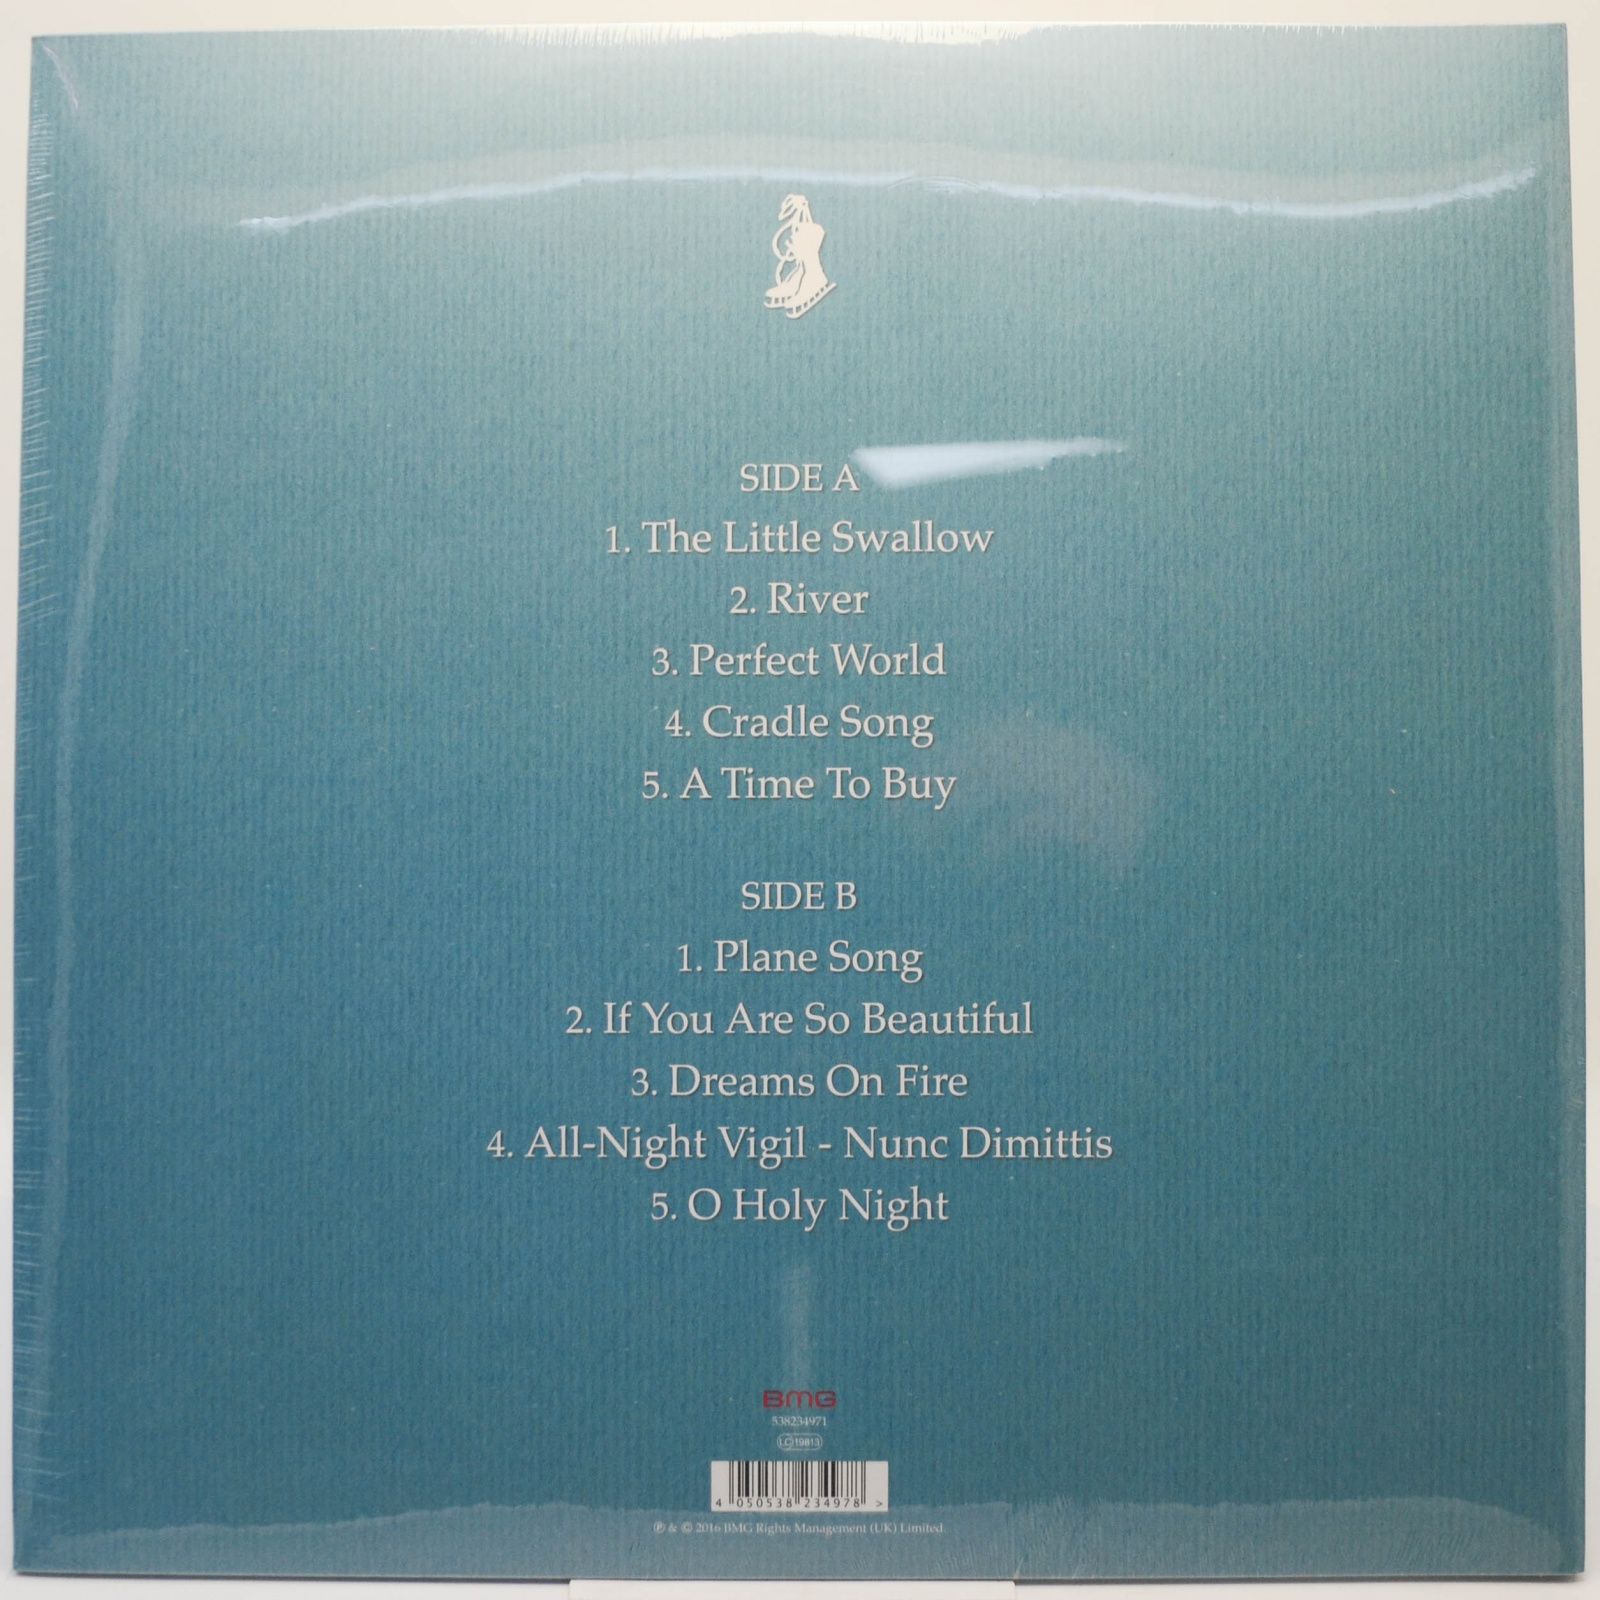 SIDE A
1. The Little Swallow
2. River
3. Perfect World
4. Cradle Song
5. A Time To Buy
SIDE B
1. Plane Song
2. If You Are So Beautiful
3. Dreams On Fire
4. All-Night Vigil - Nunc Dimittis
5. O Holy Night
BMG
538234971
LC 19813
4 050538 234978 >
℗ & © 2016 BMG Rights Management (UK) Limited